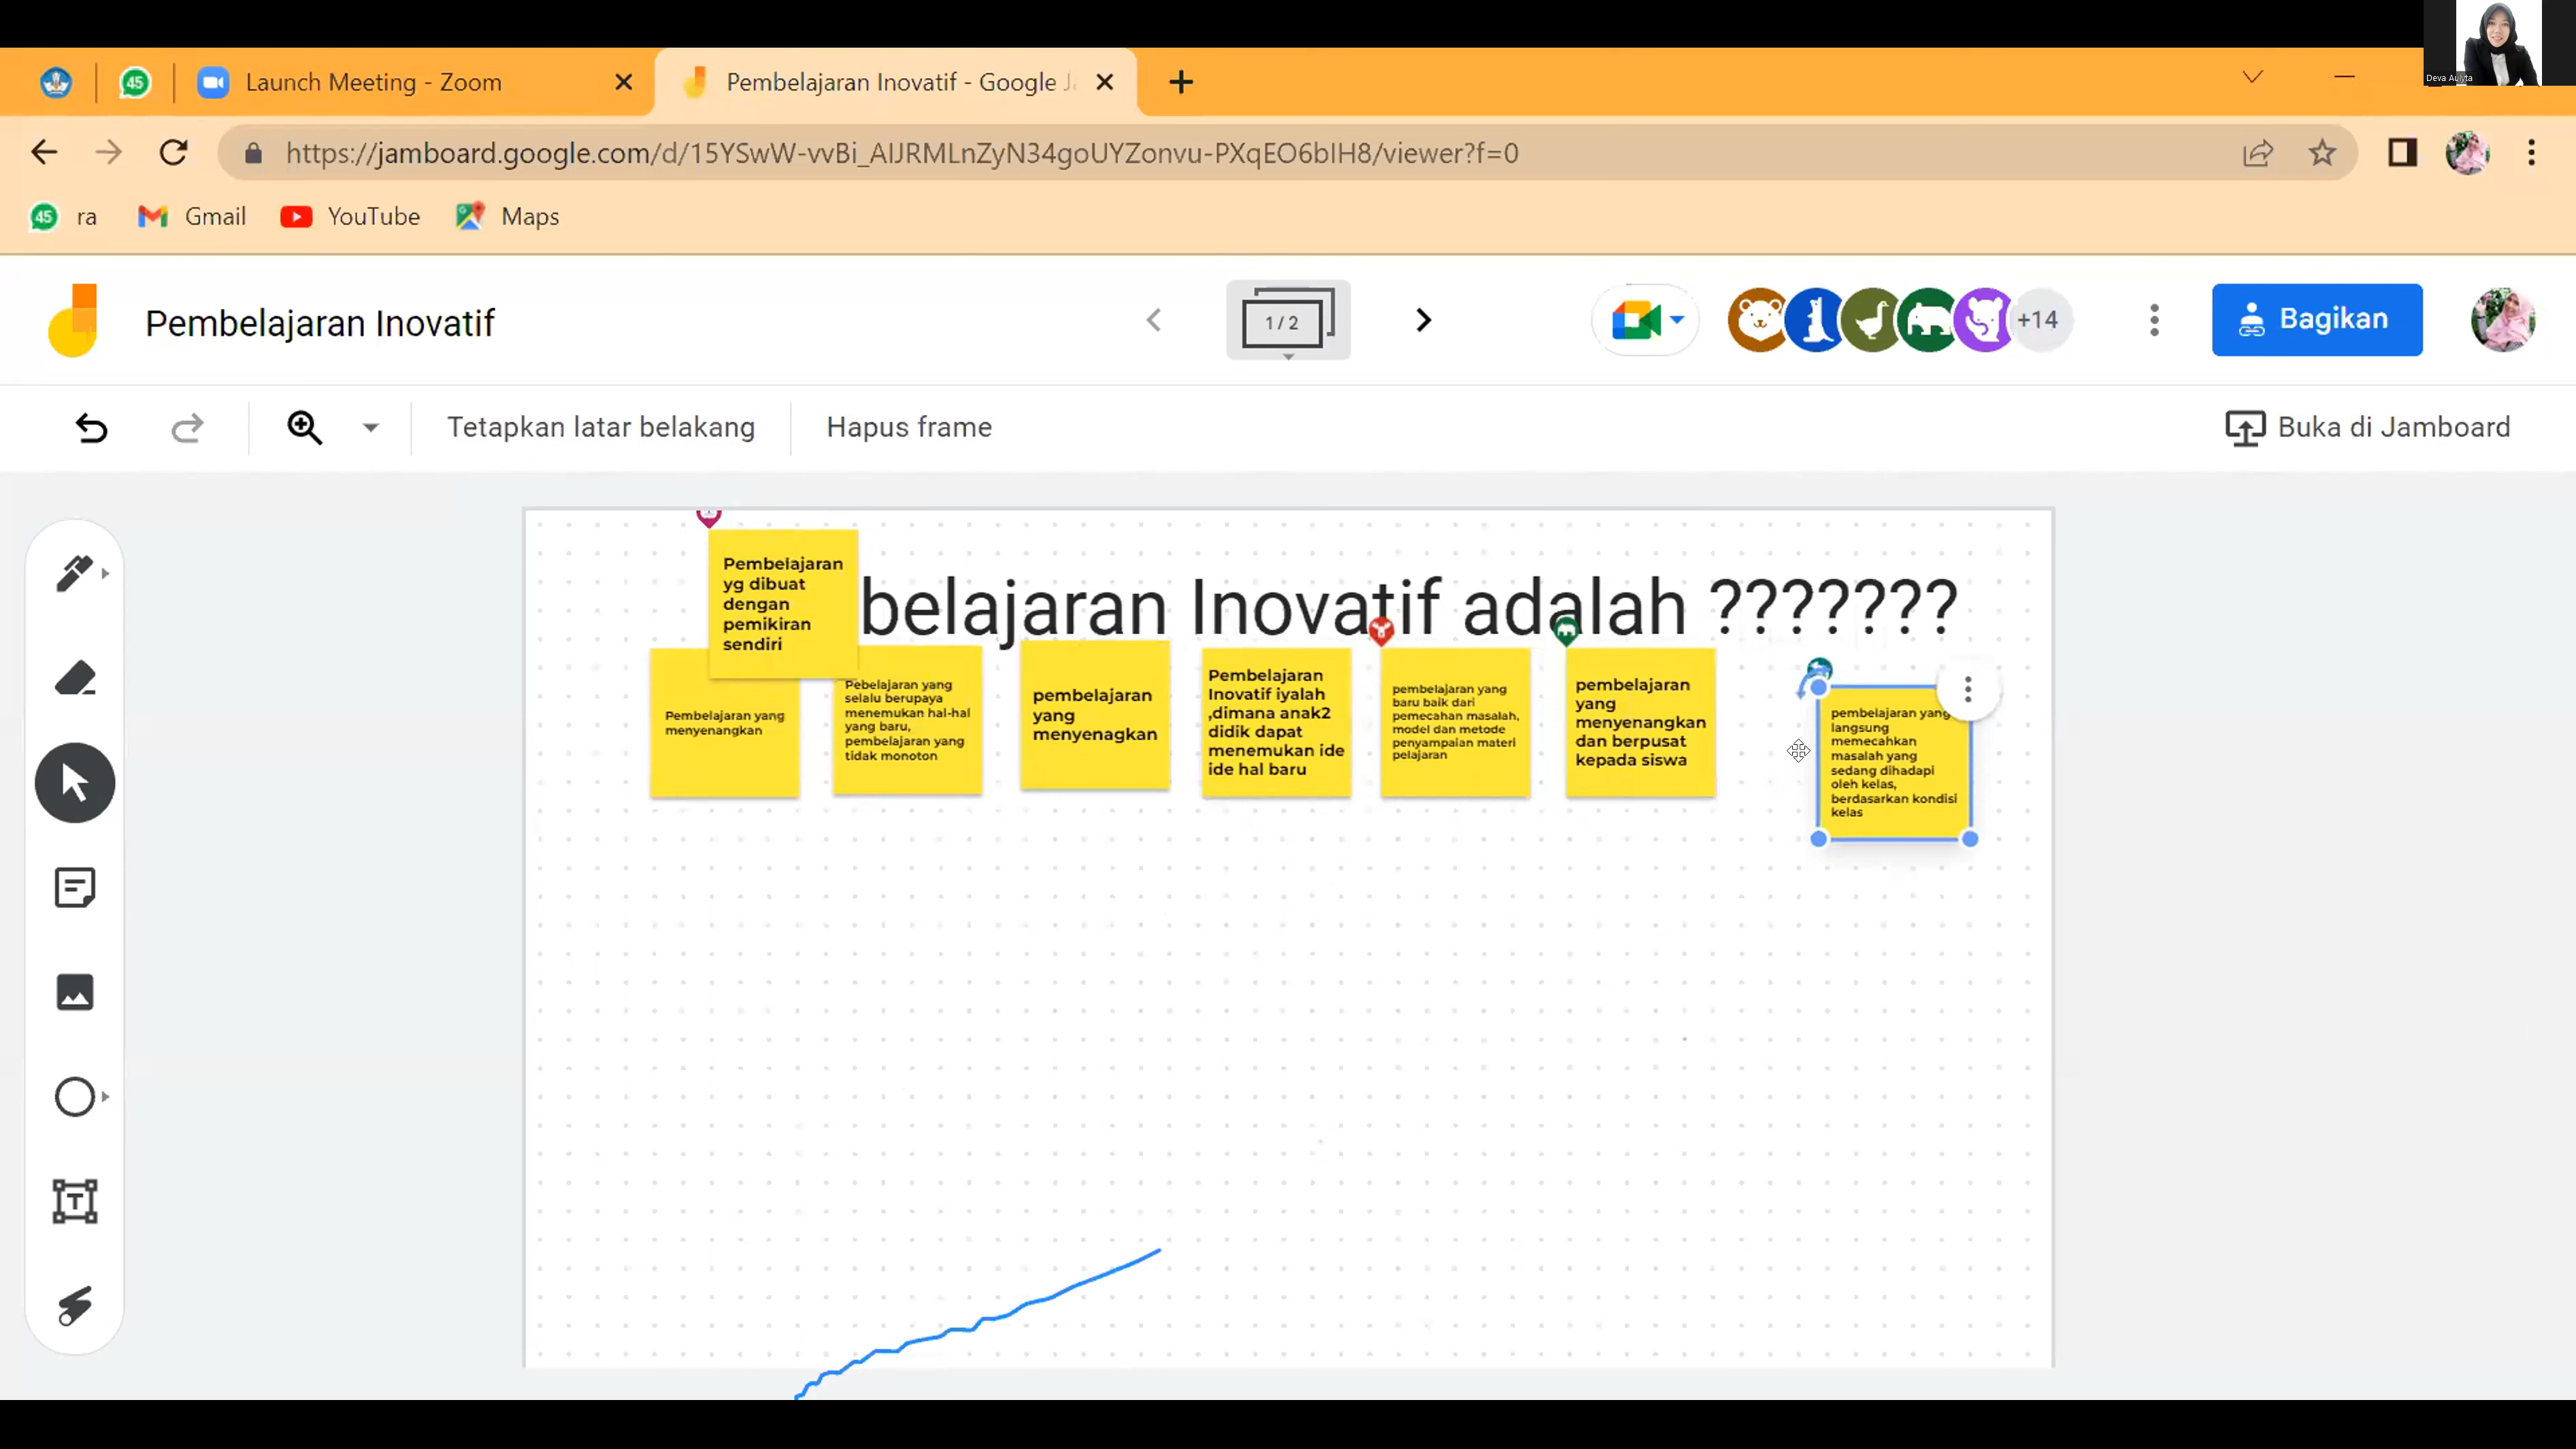 Deva Aulyta
45
Launch Meeting - Zoom
Pembelajaran Inovatif - Google J
https://jamboard.google.com/d/15YSwW-vvBi_AIJRMLnZyN34goUYZonvu-PXqEO6bIH8/viewer?f=0
45 ra
Gmail
YouTube
Maps
Pembelajaran Inovatif
1 / 2
+14
Bagikan
Tetapkan latar belakang
Hapus frame
Buka di Jamboard
belajaran Inovatif adalah ???????
Pembelajaran
yg dibuat
dengan
pemikiran
sendiri
Pembelajaran yang
menyenangkan
Pebelajaran yang
selalu berupaya
menemukan hal-hal
yang baru,
pembelajaran yang
tidak monoton
pembelajaran
yang
menyenagkan
Pembelajaran
Inovatif iyalah
,dimana anak2
didik dapat
menemukan ide
ide hal baru
pembelajaran yang
baru baik dari
pemecahan masalah,
model dan metode
penyampaian materi
pelajaran
pembelajaran
yang
menyenangkan
dan berpusat
kepada siswa
pembelajaran yang
langsung
memecahkan
masalah yang
sedang dihadapi
oleh kelas,
berdasarkan kondisi
kelas